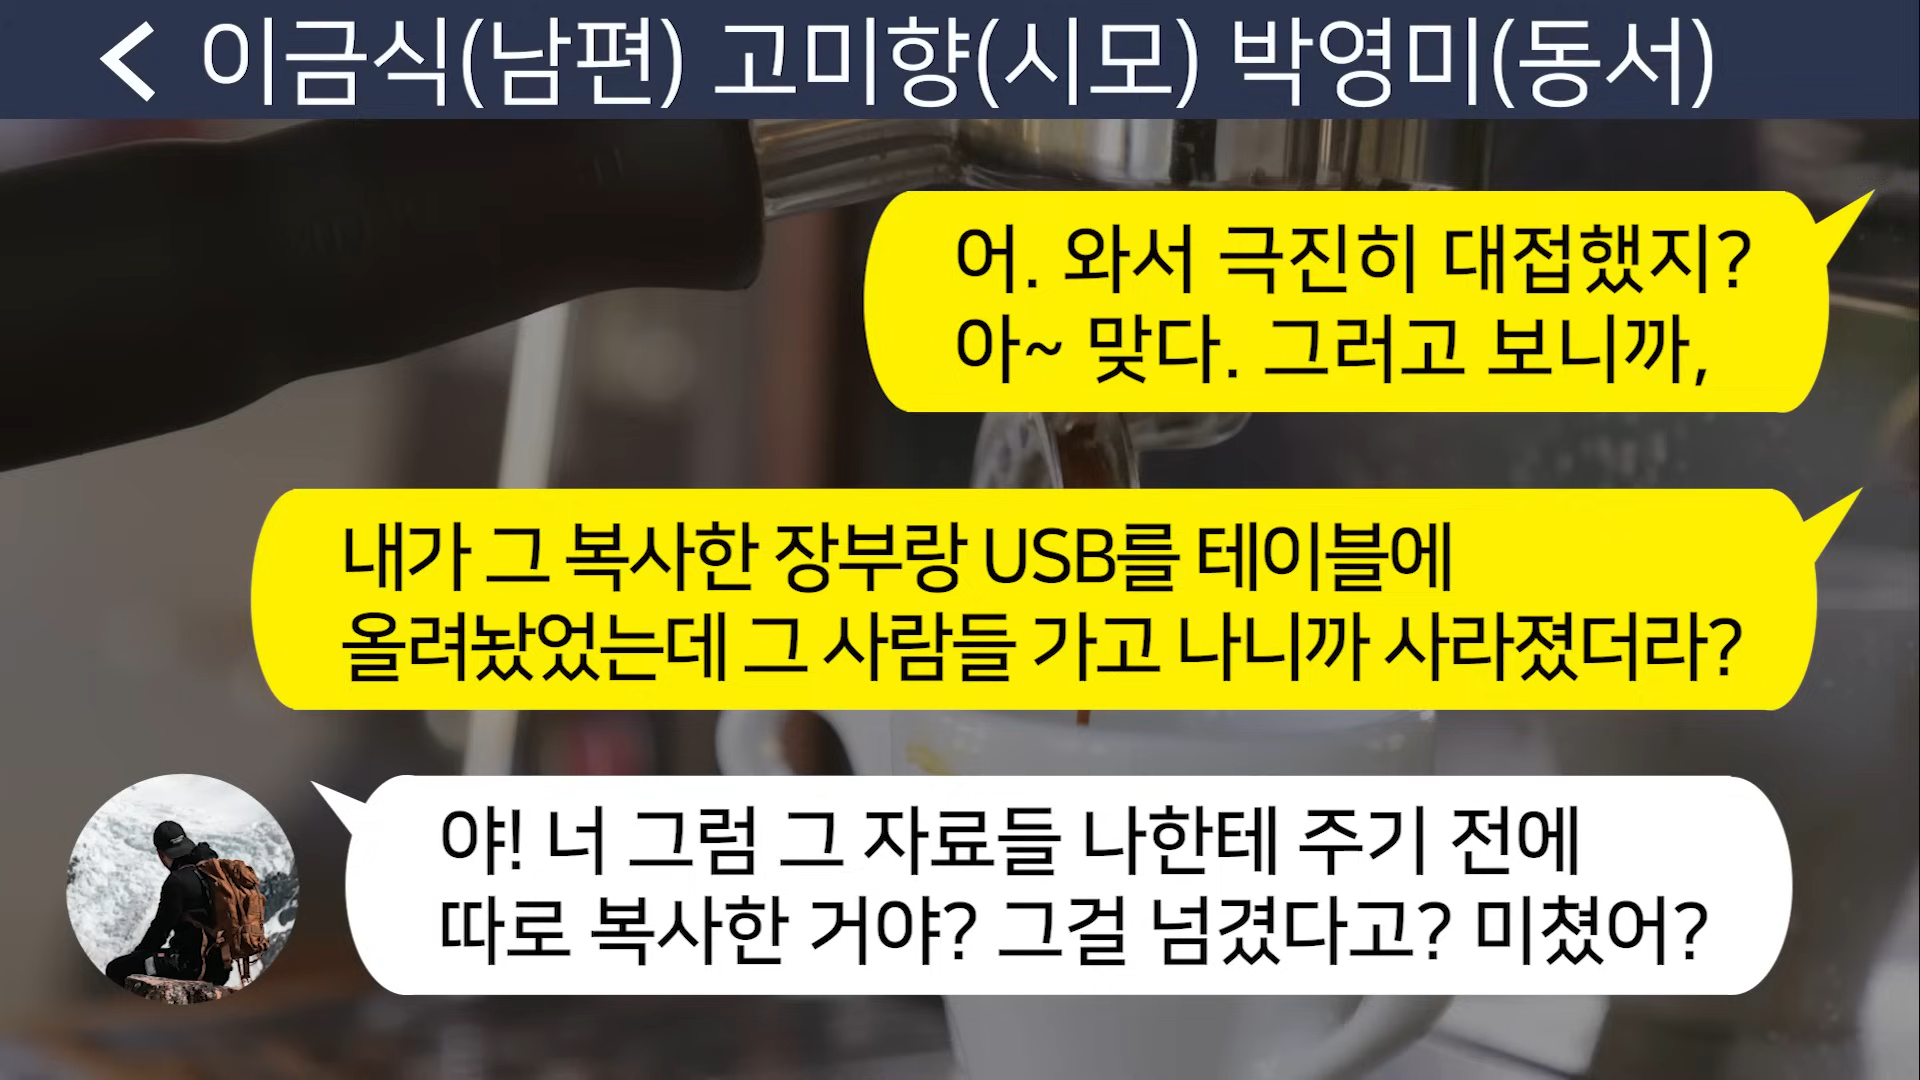 이금식(남편) 고미향(시모) 박영미(동서)
어. 와서 극진히 대접했지?
아~ 맞다. 그러고 보니까,
내가 그 복사한 장부랑 USB를 테이블에
올려놨었는데 그 사람들 가고 나니까 사라졌더라?
야! 너 그럼 그 자료들 나한테 주기 전에
따로 복사한 거야? 그걸 넘겼다고? 미쳤어?